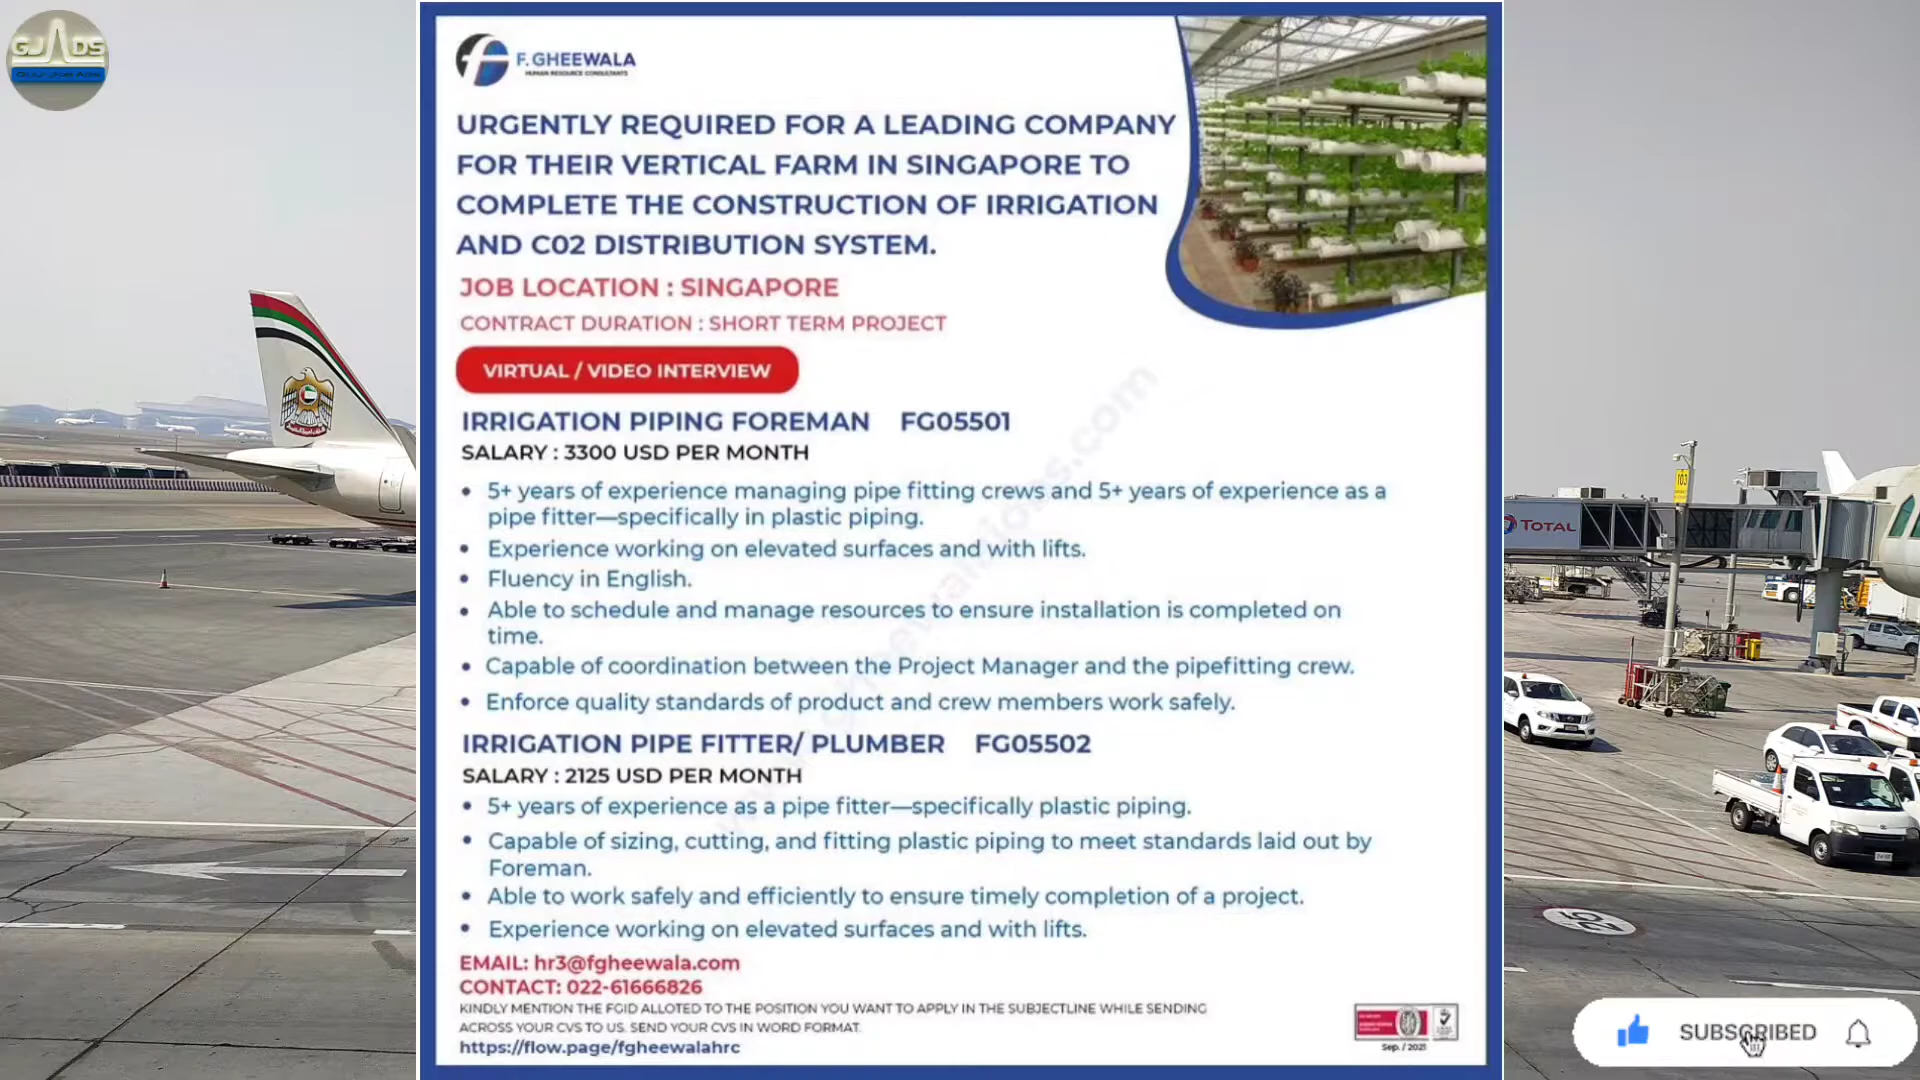 GJADS
F. GHEEWALA
HUMAN RESOURCE CONSULTANTS
URGENTLY REQUIRED FOR A LEADING COMPANY
FOR THEIR VERTICAL FARM IN SINGAPORE TO
COMPLETE THE CONSTRUCTION OF IRRIGATION
AND C02 DISTRIBUTION SYSTEM.
JOB LOCATION : SINGAPORE
CONTRACT DURATION : SHORT TERM PROJECT
VIRTUAL / VIDEO INTERVIEW
IRRIGATION PIPING FOREMAN FG05501
SALARY : 3300 USD PER MONTH
• 5+ years of experience managing pipe fitting crews and 5+ years of experience as a
pipe fitter—specifically in plastic piping.
• Experience working on elevated surfaces and with lifts.
• Fluency in English.
• Able to schedule and manage resources to ensure installation is completed on
time.
• Capable of coordination between the Project Manager and the pipefitting crew.
• Enforce quality standards of product and crew members work safely.
IRRIGATION PIPE FITTER/ PLUMBER FG05502
SALARY : 2125 USD PER MONTH
• 5+ years of experience as a pipe fitter—specifically plastic piping.
• Capable of sizing, cutting, and fitting plastic piping to meet standards laid out by
Foreman.
• Able to work safely and efficiently to ensure timely completion of a project.
• Experience working on elevated surfaces and with lifts.
EMAIL: hr3@fgheewala.com
CONTACT: 022-61666826
KINDLY MENTION THE FGID ALLOTED TO THE POSITION YOU WANT TO APPLY IN THE SUBJECTLINE WHILE SENDING
ACROSS YOUR CVS TO US. SEND YOUR CVS IN WORD FORMAT.
https://flow.page/fgheewalahrc
Sep. / 2021
103
TOTAL
SUBSCRIBED